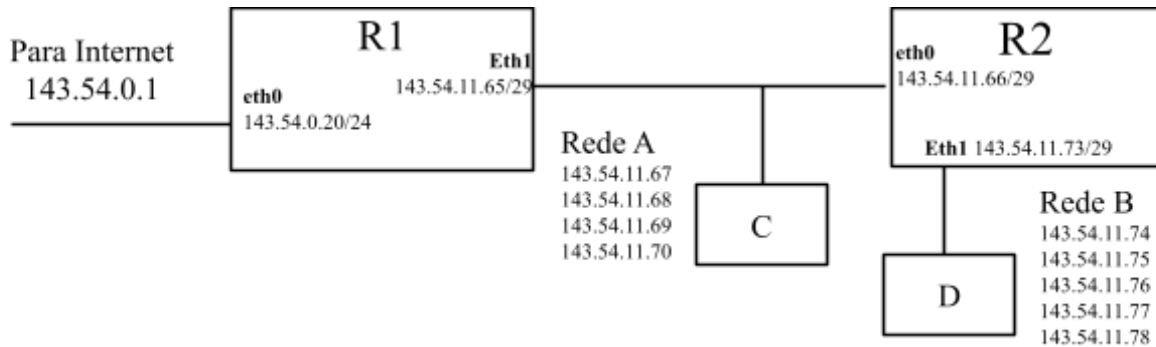 Para Internet
143.54.0.1
R1
Eth1
143.54.11.65/29
eth0
143.54.0.20/24
Rede A
143.54.11.67
143.54.11.68
143.54.11.69
143.54.11.70
C
R2
eth0
143.54.11.66/29
Eth1 143.54.11.73/29
D
Rede B
143.54.11.74
143.54.11.75
143.54.11.76
143.54.11.77
143.54.11.78